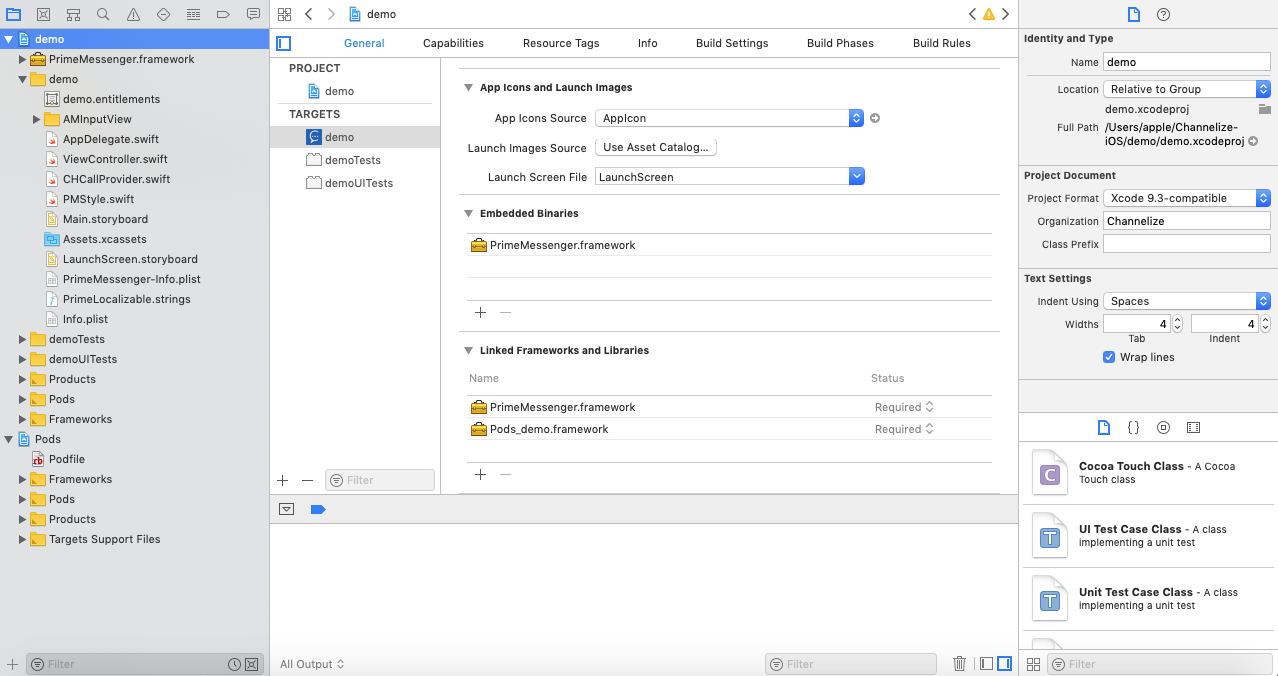 demo
PrimeMessenger.framework
demo
demo.entitlements
AMInputView
AppDelegate.swift
ViewController.swift
CHCallProvider.swift
PMStyle.swift
Main.storyboard
Assets.xcassets
LaunchScreen.storyboard
PrimeMessenger-Info.plist
PrimeLocalizable.strings
Info.plist
demoTests
demoUITests
Products
Pods
Frameworks
Pods
Podfile
Frameworks
Pods
Products
Targets Support Files
Filter
demo
General Capabilities Resource Tags Info Build Settings Build Phases Build Rules
PROJECT
demo
TARGETS
demo
demoTests
demoUITests
Filter
App Icons and Launch Images
App Icons Source AppIcon
Launch Images Source Use Asset Catalog...
Launch Screen File LaunchScreen
Embedded Binaries
PrimeMessenger.framework
Linked Frameworks and Libraries
Name Status
PrimeMessenger.framework Required
Pods_demo.framework Required
All Output
Filter
Identity and Type
Name demo
Location Relative to Group
demo.xcodeproj
Full Path /Users/apple/Channelize-
iOS/demo/demo.xcodeproj
Project Document
Project Format Xcode 9.3-compatible
Organization Channelize
Class Prefix
Text Settings
Indent Using Spaces
Widths 4 4
Tab Indent
Wrap lines
C
Cocoa Touch Class - A Cocoa
Touch class
T
UI Test Case Class - A class
implementing a unit test
T
Unit Test Case Class - A class
implementing a unit test
Filter